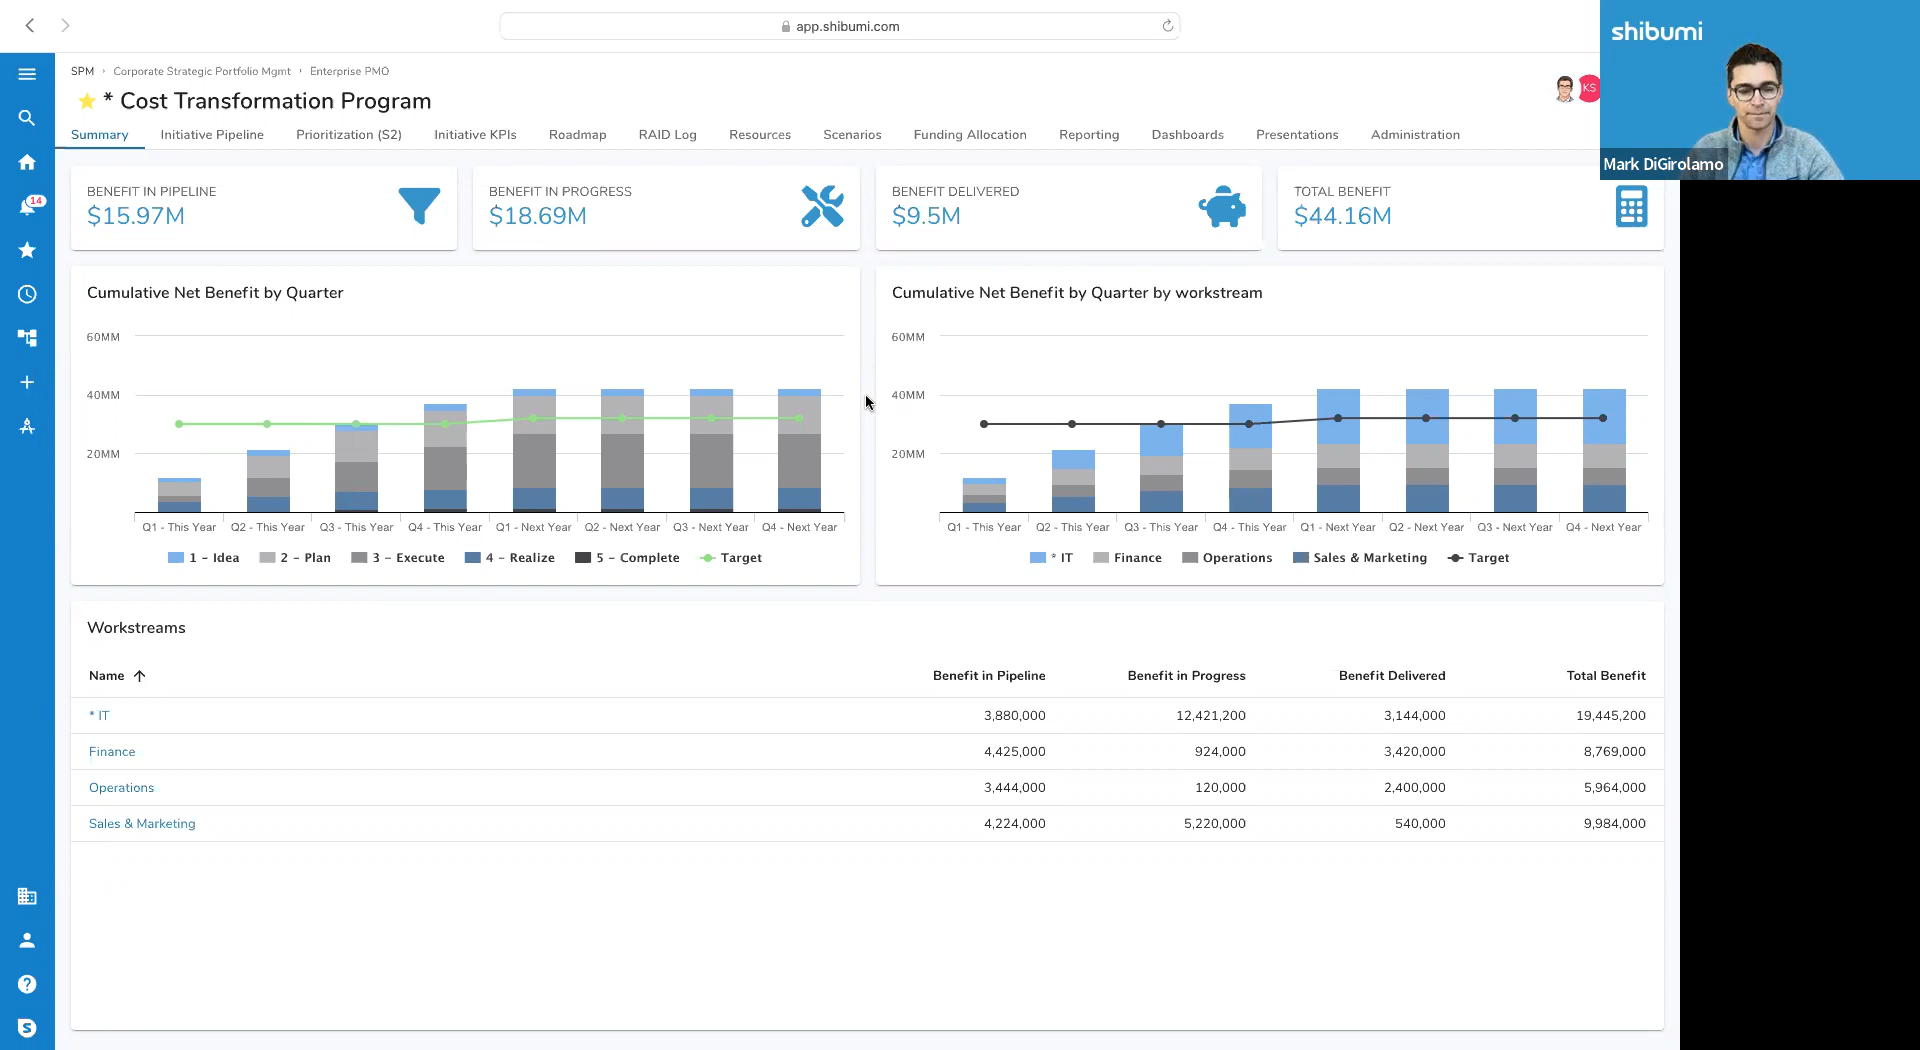 app.shibumi.com
shibumi
Mark DiGirolamo
SPM › Corporate Strategic Portfolio Mgmt › Enterprise PMO
* Cost Transformation Program
KS
Summary Initiative Pipeline Prioritization (S2) Initiative KPIs Roadmap RAID Log Resources Scenarios Funding Allocation Reporting Dashboards Presentations Administration
14
BENEFIT IN PIPELINE
$15.97M
BENEFIT IN PROGRESS
$18.69M
BENEFIT DELIVERED
$9.5M
TOTAL BENEFIT
$44.16M
Cumulative Net Benefit by Quarter
60MM
40MM
20MM
Q1 - This Year Q2 - This Year Q3 - This Year Q4 - This Year Q1 - Next Year Q2 - Next Year Q3 - Next Year Q4 - Next Year
1 - Idea 2 - Plan 3 - Execute 4 - Realize 5 - Complete Target
Cumulative Net Benefit by Quarter by workstream
60MM
40MM
20MM
Q1 - This Year Q2 - This Year Q3 - This Year Q4 - This Year Q1 - Next Year Q2 - Next Year Q3 - Next Year Q4 - Next Year
* IT Finance Operations Sales & Marketing Target
Workstreams
Name Benefit in Pipeline Benefit in Progress Benefit Delivered Total Benefit
* IT 3,880,000 12,421,200 3,144,000 19,445,200
Finance 4,425,000 924,000 3,420,000 8,769,000
Operations 3,444,000 120,000 2,400,000 5,964,000
Sales & Marketing 4,224,000 5,220,000 540,000 9,984,000